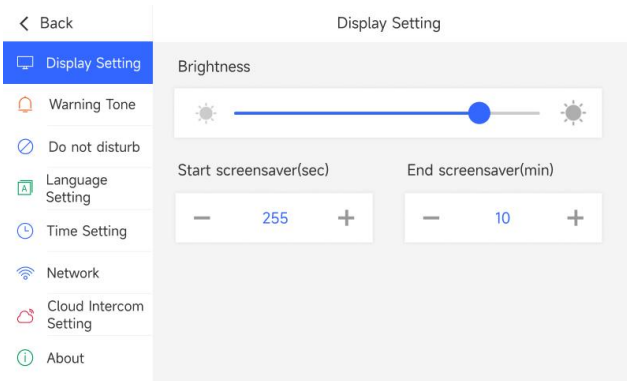 Back
Display Setting
Display Setting
Warning Tone
Do not disturb
A
Language
Setting
Time Setting
Network
Cloud Intercom
Setting
About
Brightness
Start screensaver(sec)
End screensaver(min)
− 255 +
− 10 +